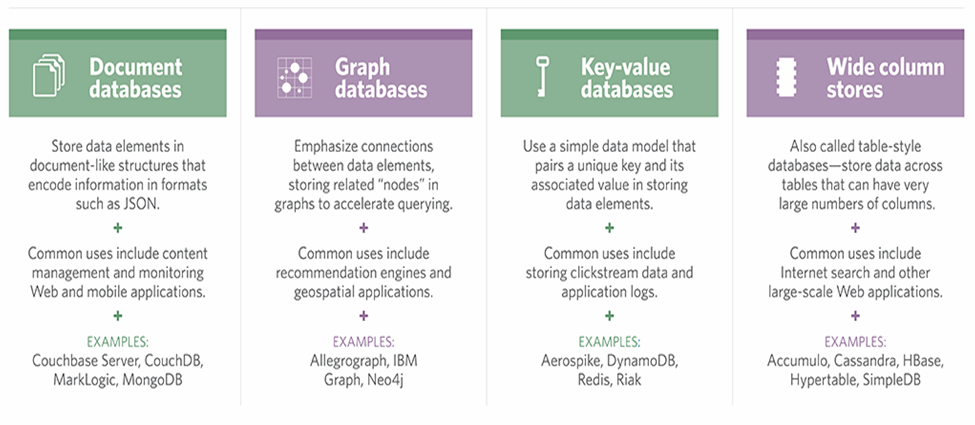 Document
databases
Store data elements in
document-like structures that
encode information in formats
such as JSON.
+
Common uses include content
management and monitoring
Web and mobile applications.
+
EXAMPLES:
Couchbase Server, CouchDB,
MarkLogic, MongoDB
Graph
databases
Emphasize connections
between data elements,
storing related “nodes” in
graphs to accelerate querying.
+
Common uses include
recommendation engines and
geospatial applications.
+
EXAMPLES:
Allegrograph, IBM
Graph, Neo4j
Key-value
databases
Use a simple data model that
pairs a unique key and its
associated value in storing
data elements.
+
Common uses include
storing clickstream data and
application logs.
+
EXAMPLES:
Aerospike, DynamoDB,
Redis, Riak
Wide column
stores
Also called table-style
databases—store data across
tables that can have very
large numbers of columns.
+
Common uses include
Internet search and other
large-scale Web applications.
+
EXAMPLES:
Accumulo, Cassandra, HBase,
Hypertable, SimpleDB